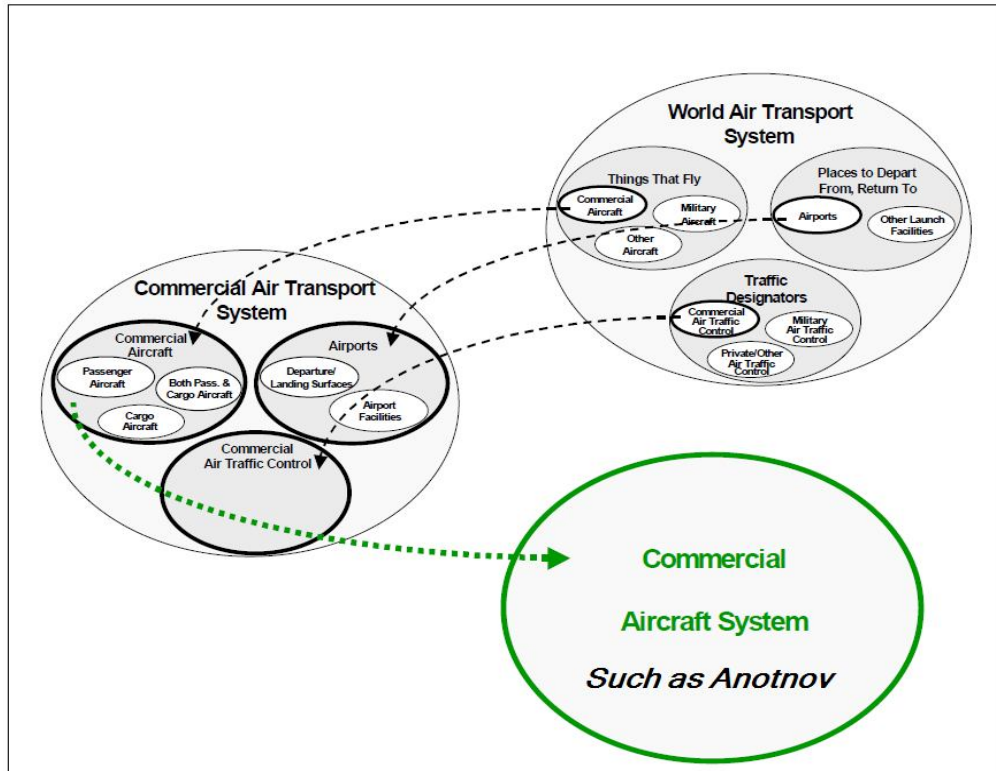 World Air Transport
System
Things That Fly
Commercial
Aircraft
Military
Aircraft
Other
Aircraft
Places to Depart
From, Return To
Airports
Other Launch
Facilities
Traffic
Designators
Commercial
Air Traffic
Control
Military
Air Traffic
Control
Private/Other
Air Traffic
Control
Commercial Air Transport
System
Commercial
Aircraft
Passenger
Aircraft
Both Pass. &
Cargo Aircraft
Cargo
Aircraft
Airports
Departure/
Landing Surfaces
Airport
Facilities
Commercial
Air Traffic Control
Commercial
Aircraft System
Such as Anotnov